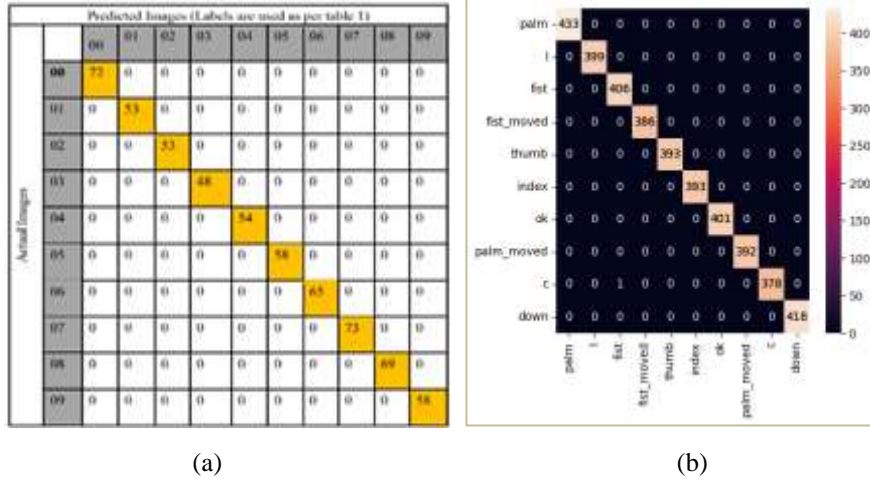 Predicted Images (Labels are used as per table 1)
00 01 02 03 04 05 06 07 08 09
Actual Images
00 72 0 0 0 0 0 0 0 0 0
01 0 53 0 0 0 0 0 0 0 0
02 0 0 53 0 0 0 0 0 0 0
03 0 0 0 48 0 0 0 0 0 0
04 0 0 0 0 54 0 0 0 0 0
05 0 0 0 0 0 58 0 0 0 0
06 0 0 0 0 0 0 65 0 0 0
07 0 0 0 0 0 0 0 73 0 0
08 0 0 0 0 0 0 0 0 69 0
09 0 0 0 0 0 0 0 0 0 58
(a)
palm 433 0 0 0 0 0 0 0 0 0
l 0 399 0 0 0 0 0 0 0 0
fist 0 0 406 0 0 0 0 0 0 0
fist_moved 0 0 0 386 0 0 0 0 0 0
thumb 0 0 0 0 393 0 0 0 0 0
index 0 0 0 0 0 393 0 0 0 0
ok 0 0 0 0 0 0 401 0 0 0
palm_moved 0 0 0 0 0 0 0 392 0 0
c 0 0 1 0 0 0 0 0 378 0
down 0 0 0 0 0 0 0 0 0 418
palm l fist fist_moved thumb index ok palm_moved c down
400
350
300
250
200
150
100
50
0
(b)